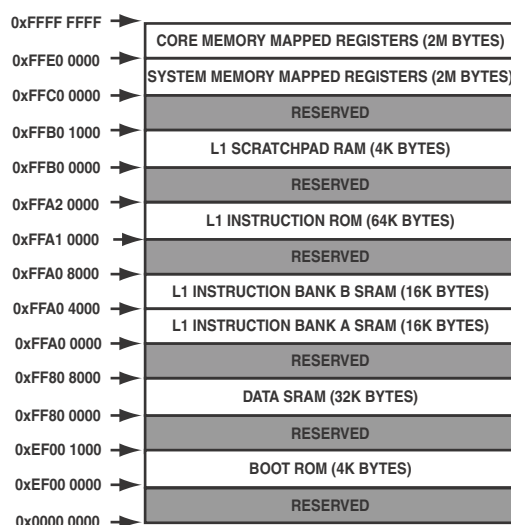 0xFFFF FFFF
CORE MEMORY MAPPED REGISTERS (2M BYTES)
0xFFE0 0000
SYSTEM MEMORY MAPPED REGISTERS (2M BYTES)
0xFFC0 0000
RESERVED
0xFFB0 1000
L1 SCRATCHPAD RAM (4K BYTES)
0xFFB0 0000
RESERVED
0xFFA2 0000
L1 INSTRUCTION ROM (64K BYTES)
0xFFA1 0000
RESERVED
0xFFA0 8000
L1 INSTRUCTION BANK B SRAM (16K BYTES)
0xFFA0 4000
L1 INSTRUCTION BANK A SRAM (16K BYTES)
0xFFA0 0000
RESERVED
0xFF80 8000
DATA SRAM (32K BYTES)
0xFF80 0000
RESERVED
0xEF00 1000
BOOT ROM (4K BYTES)
0xEF00 0000
RESERVED
0x0000 0000